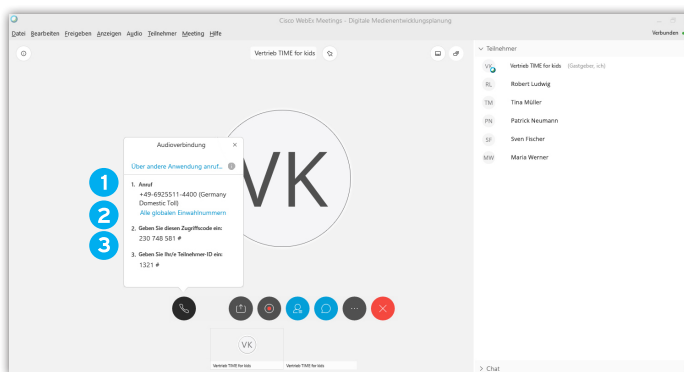 Cisco WebEx Meetings - Digitale Medienentwicklungsplanung
Datei Bearbeiten Freigeben Anzeigen Audio Teilnehmer Meeting Hilfe
Verbunden
Vertrieb TIME for kids
Teilnehmer
VK Vertrieb TIME for kids (Gastgeber, ich)
RL Robert Ludwig
TM Tina Müller
PN Patrick Neumann
SF Sven Fischer
MW Maria Werner
VK
Audioverbindung
Über andere Anwendung anruf...
1 1. Anruf
+49-6925511-4400 (Germany
Domestic Toll)
2 Alle globalen Einwahlnummern
2. Geben Sie diesen Zugriffscode ein:
3 230 748 581 #
3. Geben Sie Ihr/e Teilnehmer-ID ein:
1321 #
VK
Vertrieb TIME for kids Vertrieb TIME for kids
Chat